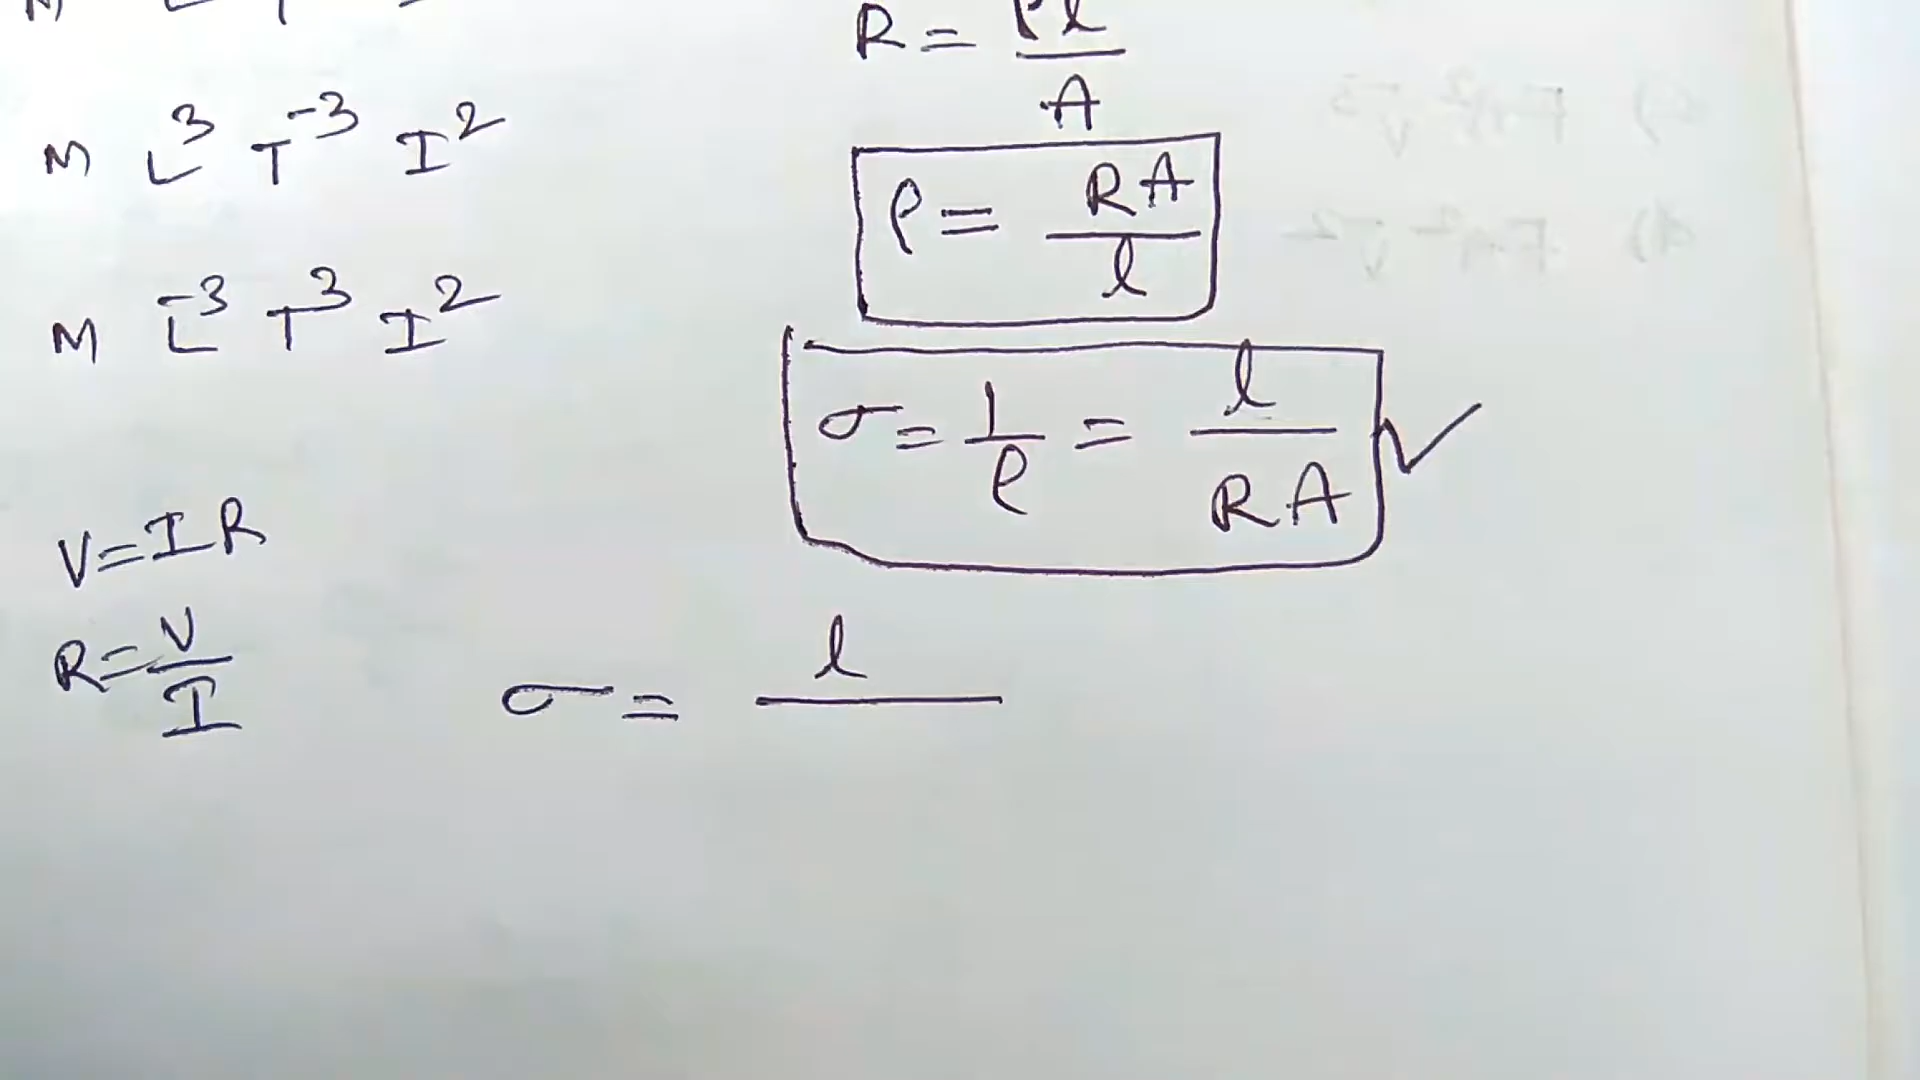 M L³ T⁻³ I²
M L⁻³ T³ I²
V=IR
R=V/I
R=ρl/A
ρ=RA/l
σ=1/ρ=l/RA ✓
σ=l/